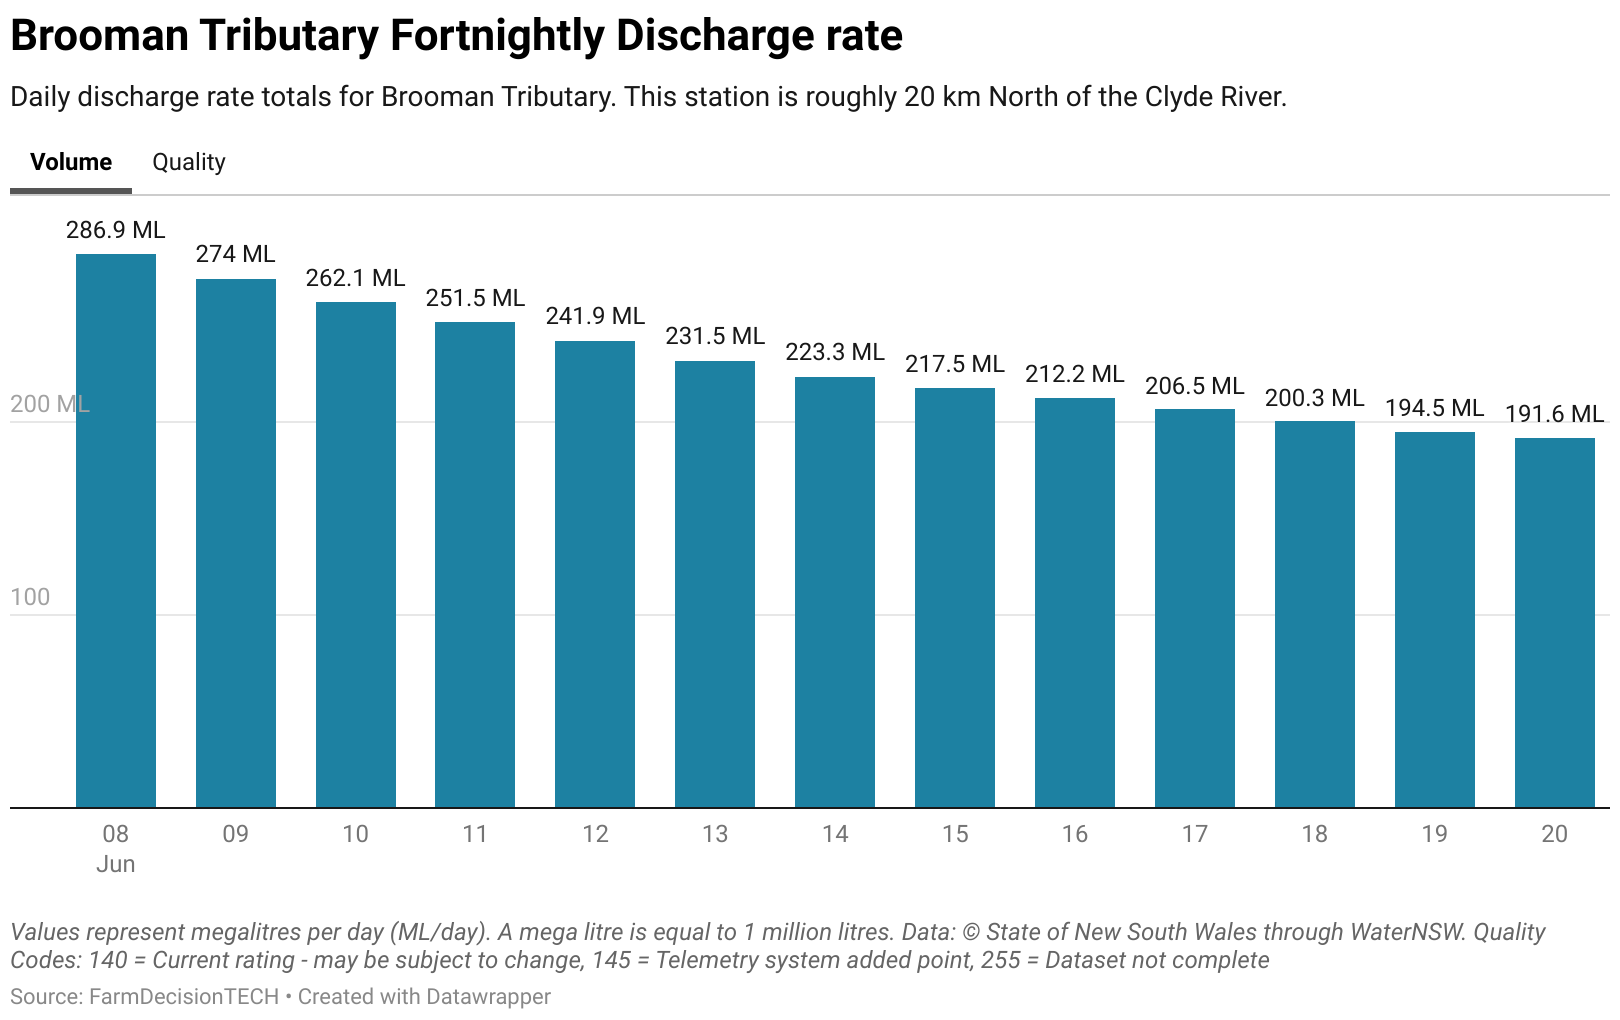 Brooman Tributary Fortnightly Discharge rate
Daily discharge rate totals for Brooman Tributary. This station is roughly 20 km North of the Clyde River.
Volume Quality
286.9 ML
274 ML
262.1 ML
251.5 ML
241.9 ML
231.5 ML
223.3 ML
217.5 ML
212.2 ML
206.5 ML
200.3 ML
194.5 ML
191.6 ML
200 ML
100
08 09 10 11 12 13 14 15 16 17 18 19 20
Jun
Values represent megalitres per day (ML/day). A mega litre is equal to 1 million litres. Data: © State of New South Wales through WaterNSW. Quality
Codes: 140 = Current rating - may be subject to change, 145 = Telemetry system added point, 255 = Dataset not complete
Source: FarmDecisionTECH • Created with Datawrapper